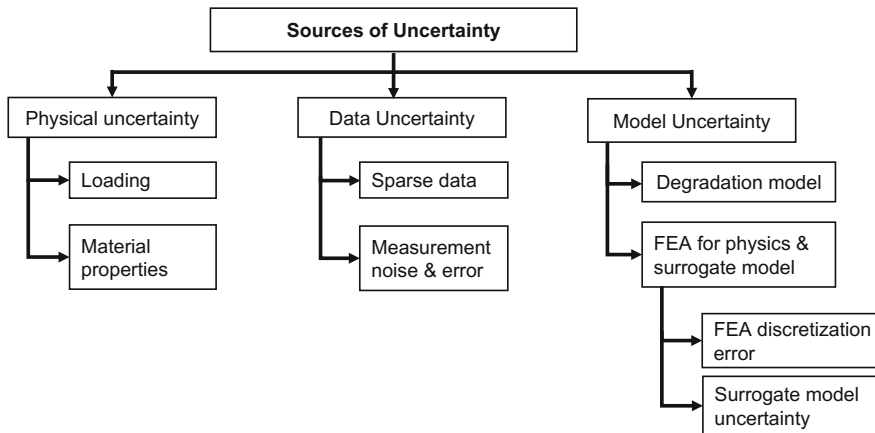 Sources of Uncertainty
Physical uncertainty
Data Uncertainty
Model Uncertainty
Loading
Sparse data
Degradation model
Material
properties
Measurement
noise & error
FEA for physics &
surrogate model
FEA discretization
error
Surrogate model
uncertainty